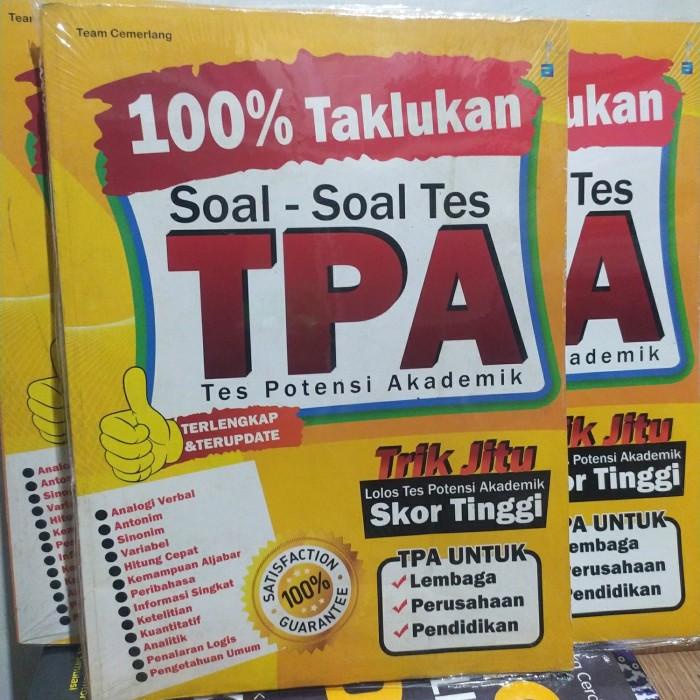 Team Cemerlang
100% Taklukan
Soal - Soal Tes
TPA
Tes Potensi Akademik
TERLENGKAP
&TERUPDATE
Trik Jitu
Lolos Tes Potensi Akademik
Skor Tinggi
Analogi Verbal
Antonim
Sinonim
Variabel
Hitung Cepat
Kemampuan Aljabar
Peribahasa
Informasi Singkat
Ketelitian
Kuantitatif
Analitik
Penalaran Logis
Pengetahuan Umum
SATISFACTION
100%
GUARANTEE
TPA UNTUK
Lembaga
Perusahaan
Pendidikan
ukan
Tes
A
ademik
ik Jitu
s Potensi Akademik
or Tinggi
PA UNTUK
embaga
erusahaan
endidikan